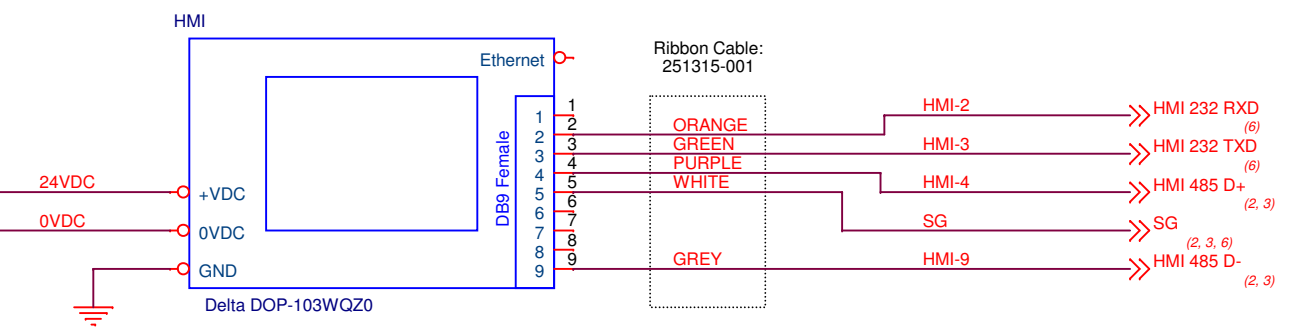 HMI
Ethernet
Ribbon Cable:
251315-001
DB9 Female
1 1
2 2 ORANGE HMI-2 HMI 232 RXD
(6)
3 3 GREEN HMI-3 HMI 232 TXD
(6)
4 4 PURPLE HMI-4 HMI 485 D+
(2, 3)
5 5 WHITE SG SG
(2, 3, 6)
6 6
7 7
8 8
9 9 GREY HMI-9 HMI 485 D-
(2, 3)
24VDC +VDC
0VDC 0VDC
GND
Delta DOP-103WQZ0